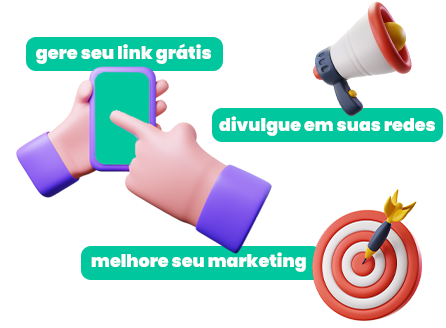 gere seu link grátis
divulgue em suas redes
melhore seu marketing